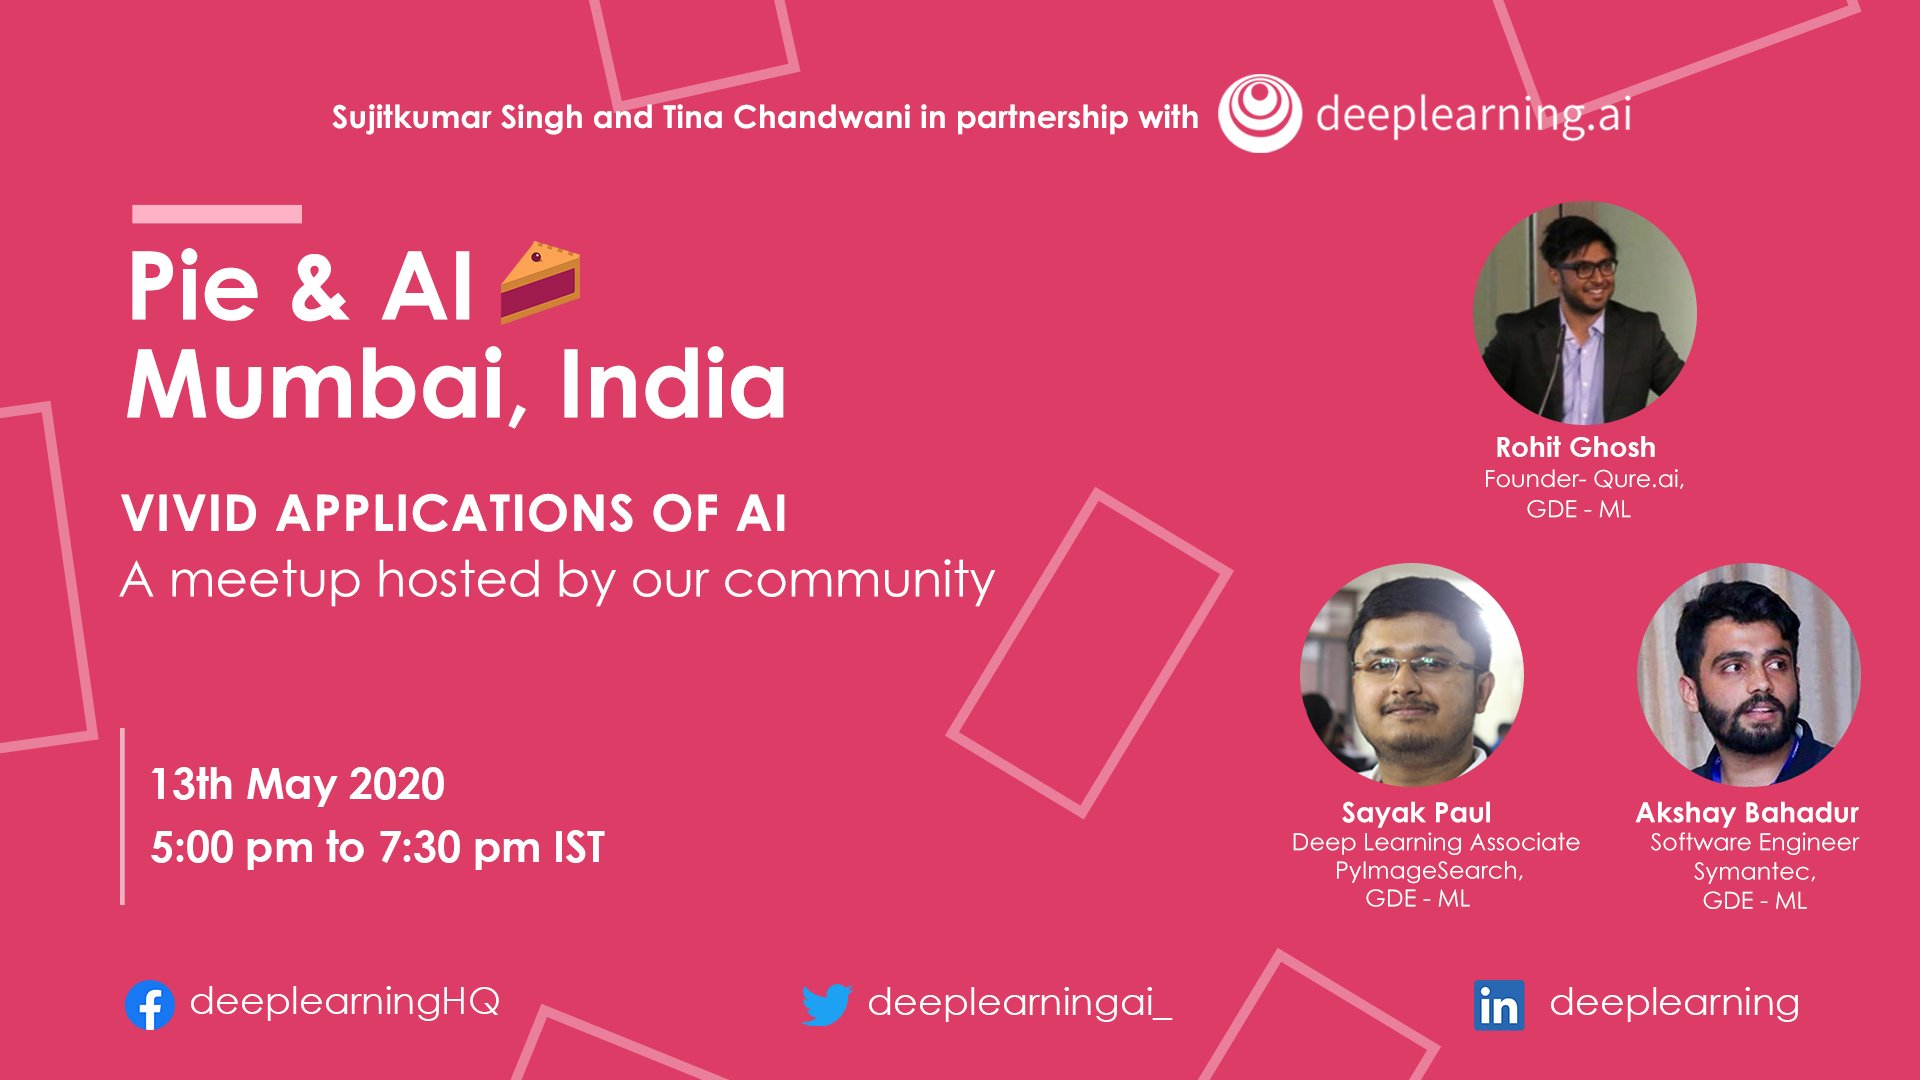 Sujitkumar Singh and Tina Chandwani in partnership with deeplearning.ai
Pie & AI
Mumbai, India
VIVID APPLICATIONS OF AI
A meetup hosted by our community
13th May 2020
5:00 pm to 7:30 pm IST
Rohit Ghosh
Founder- Qure.ai,
GDE - ML
Sayak Paul
Deep Learning Associate
PyImageSearch,
GDE - ML
Akshay Bahadur
Software Engineer
Symantec,
GDE - ML
deeplearningHQ
deeplearningai_
in deeplearning